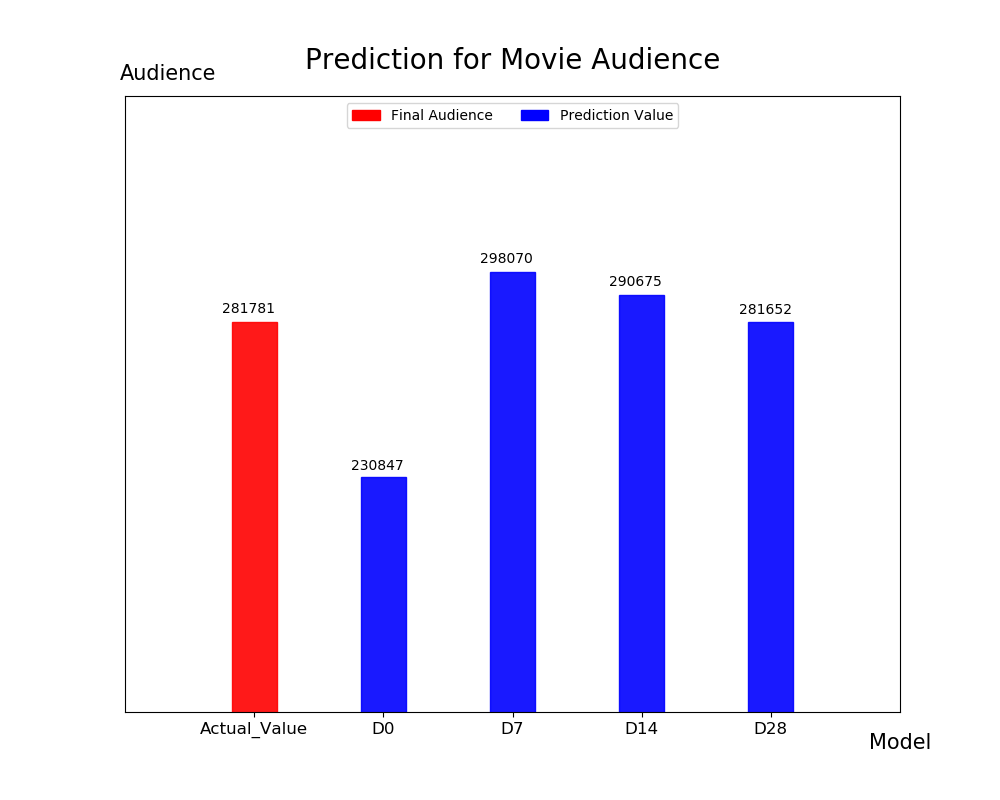 Prediction for Movie Audience
Audience
Final Audience
Prediction Value
298070
290675
281781
281652
230847
Actual_Value
D0
D7
D14
D28
Model